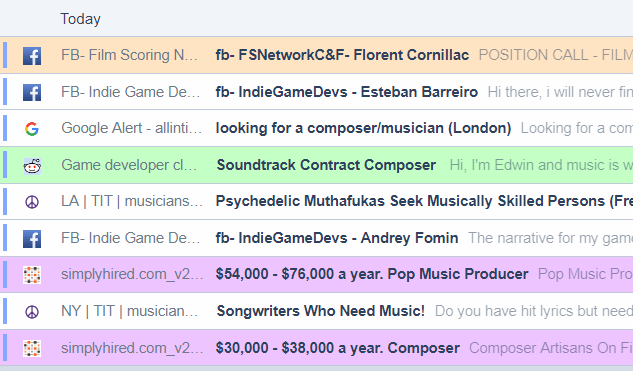 Today
FB- Film Scoring N... fb- FSNetworkC&F- Florent Cornillac POSITION CALL - FILM
FB- Indie Game De... fb- IndieGameDevs - Esteban Barreiro Hi there, i will never fin
Google Alert - allinti... looking for a composer/musician (London) Looking for a com
Game developer cl... Soundtrack Contract Composer Hi, I'm Edwin and music is w
LA | TIT | musicians... Psychedelic Muthafukas Seek Musically Skilled Persons (Fre
FB- Indie Game De... fb- IndieGameDevs - Andrey Fomin The narrative for my game
simplyhired.com_v2... $54,000 - $76,000 a year. Pop Music Producer Pop Music Pro
NY | TIT | musician... Songwriters Who Need Music! Do you have hit lyrics but need
simplyhired.com_v2... $30,000 - $38,000 a year. Composer Composer Artisans On Fi